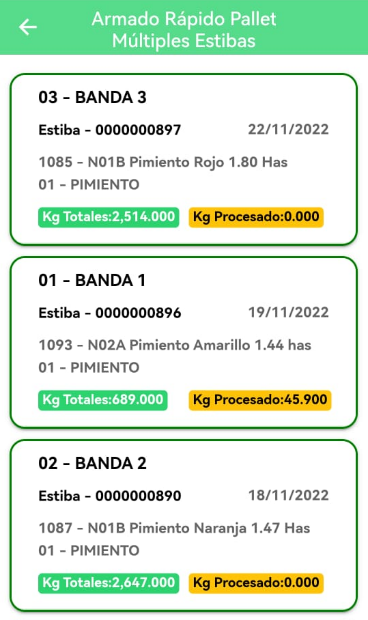 Armado Rápido Pallet
Múltiples Estibas
03 - BANDA 3
Estiba - 0000000897 22/11/2022
1085 - N01B Pimiento Rojo 1.80 Has
01 - PIMIENTO
Kg Totales:2,514.000 Kg Procesado:0.000
01 - BANDA 1
Estiba - 0000000896 19/11/2022
1093 - N02A Pimiento Amarillo 1.44 has
01 - PIMIENTO
Kg Totales:689.000 Kg Procesado:45.900
02 - BANDA 2
Estiba - 0000000890 18/11/2022
1087 - N01B Pimiento Naranja 1.47 Has
01 - PIMIENTO
Kg Totales:2,647.000 Kg Procesado:0.000